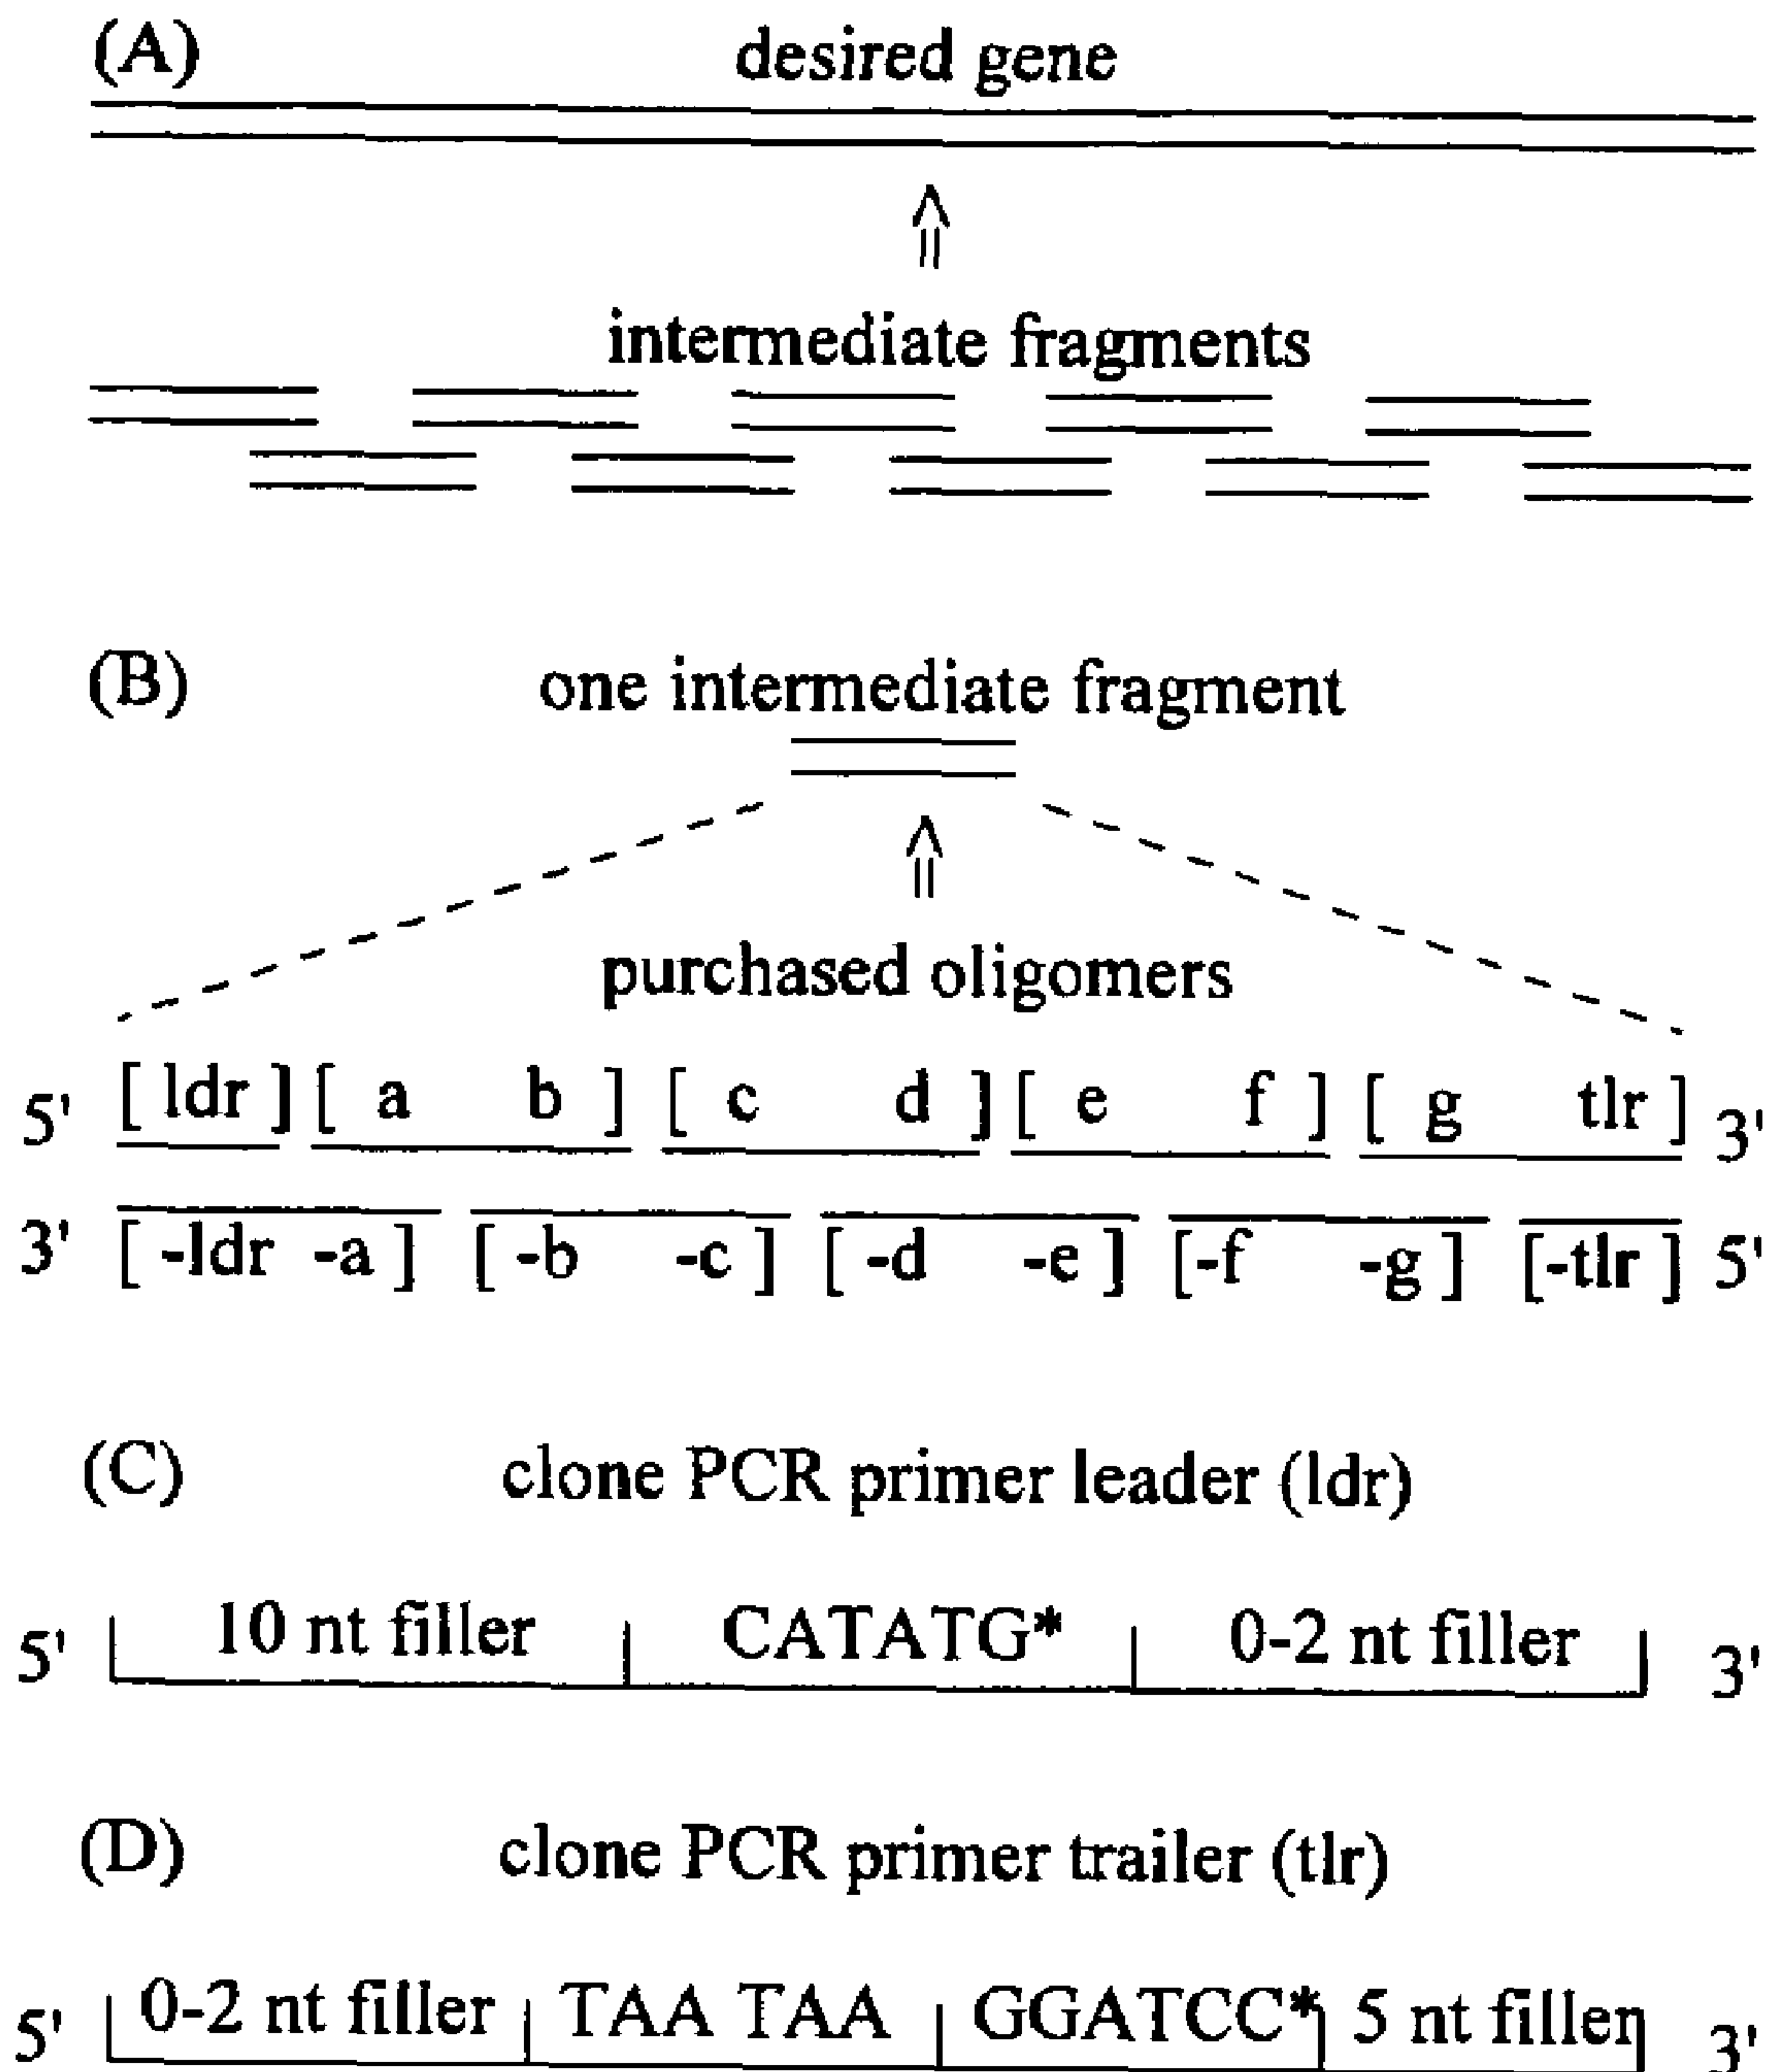 (A) desired gene
intermediate fragments
(B) one intermediate fragment
purchased oligomers
5' [ ldr ] [ a b ] [ c d ] [ e f ] [ g tlr ] 3'
3' [ -ldr -a ] [ -b -c ] [ -d -e ] [-f -g ] [-tlr ] 5'
(C) clone PCR primer leader (ldr)
5' 10 nt filler CATATG* 0-2 nt filler 3'
(D) clone PCR primer trailer (tlr)
5' 0-2 nt filler TAA TAA GGATCC* 5 nt filler 3'